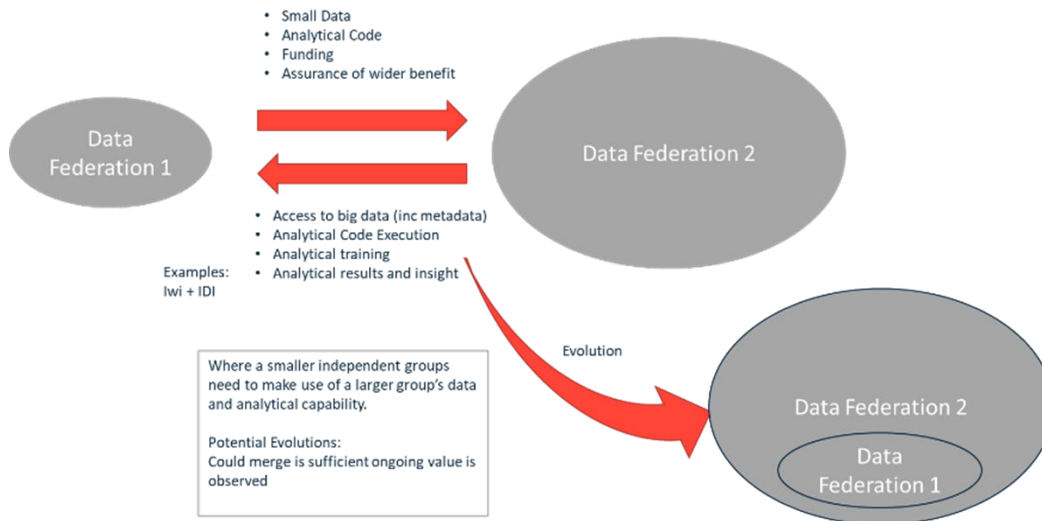 • Small Data
• Analytical Code
• Funding
• Assurance of wider benefit
Data
Federation 1
Data Federation 2
• Access to big data (inc metadata)
• Analytical Code Execution
• Analytical training
• Analytical results and insight
Examples:
Iwi + IDI
Evolution
Where a smaller independent groups
need to make use of a larger group's data
and analytical capability.
Potential Evolutions:
Could merge is sufficient ongoing value is
observed
Data Federation 2
Data
Federation 1